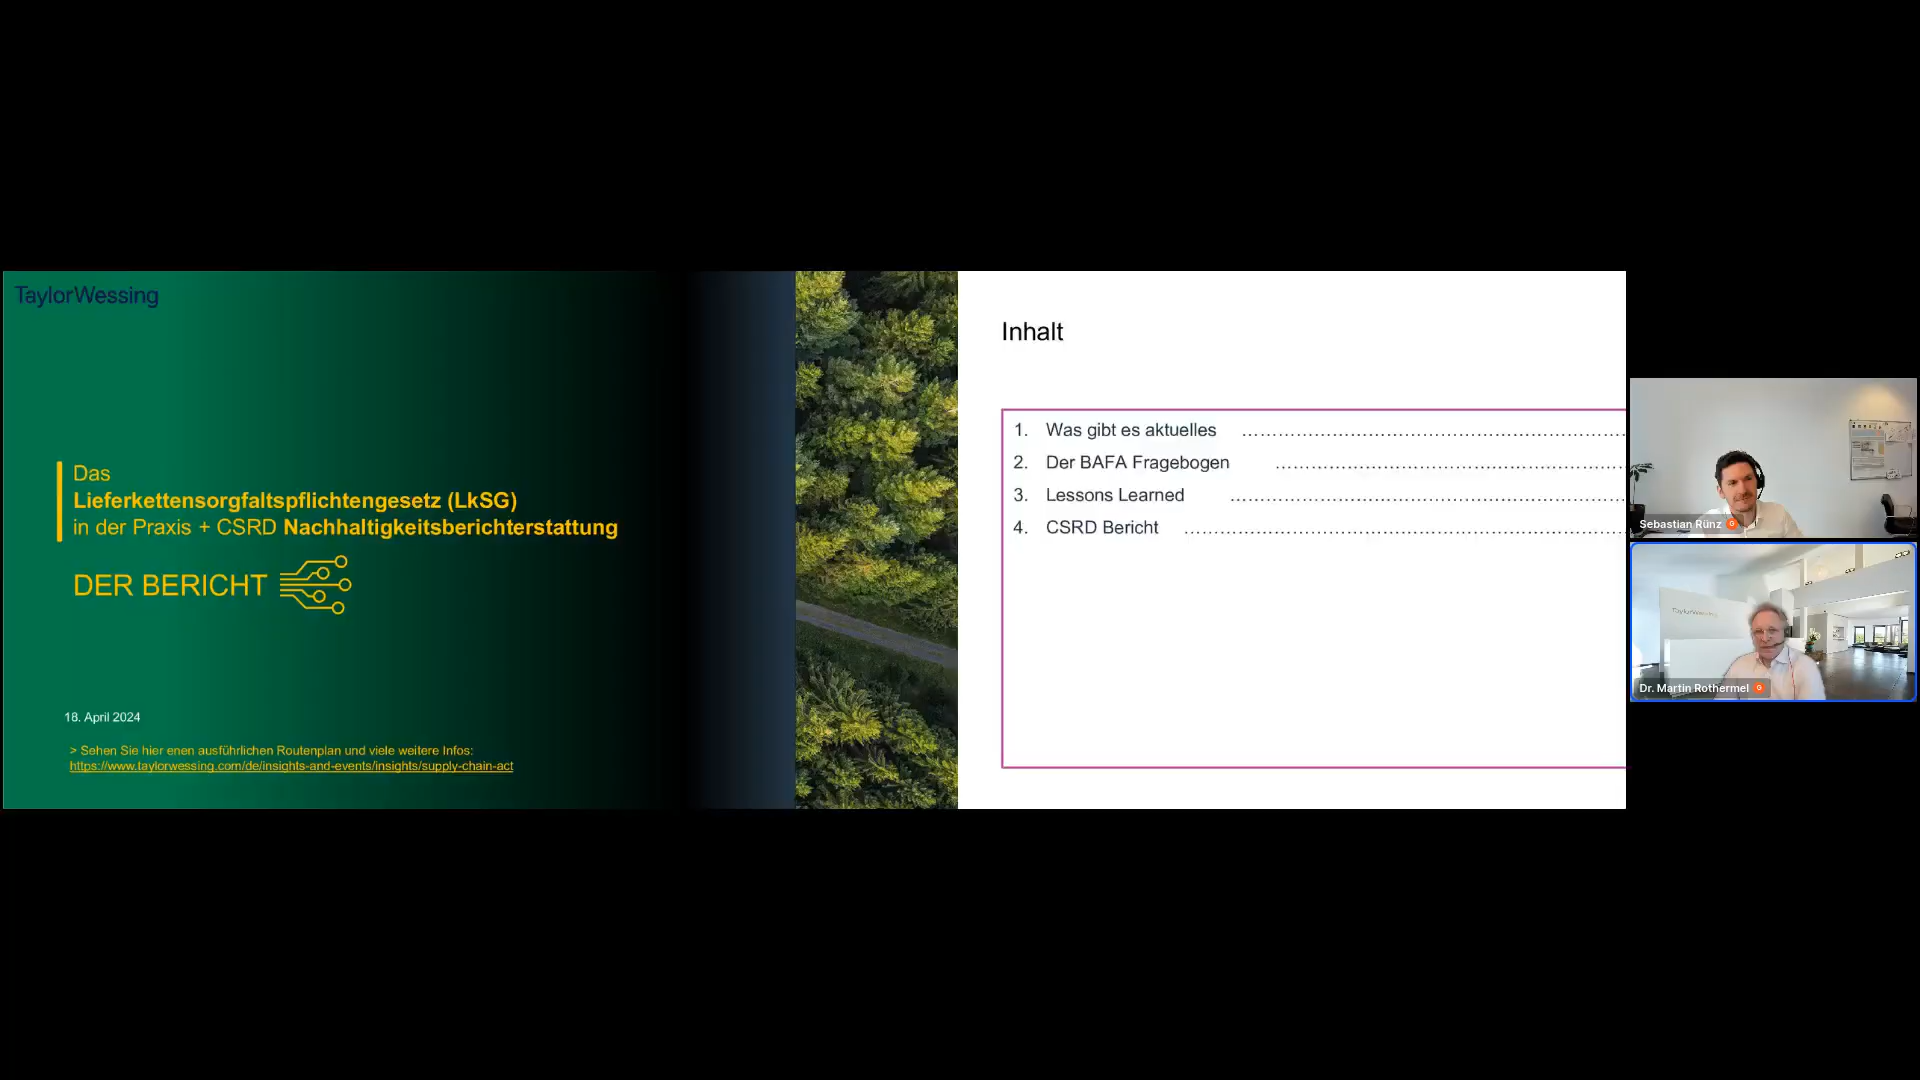 TaylorWessing
Das
Lieferkettensorgfaltspflichtengesetz (LkSG)
in der Praxis + CSRD Nachhaltigkeitsberichterstattung
DER BERICHT
18. April 2024
> Sehen Sie hier enen ausführlichen Routenplan und viele weitere Infos:
https://www.taylorwessing.com/de/insights-and-events/insights/supply-chain-act
Inhalt
1. Was gibt es aktuelles ................................................................
2. Der BAFA Fragebogen ..........................................................
3. Lessons Learned ..................................................................
4. CSRD Bericht ..........................................................................
Sebastian Rünz
TaylorWessing
Dr. Martin Rothermel